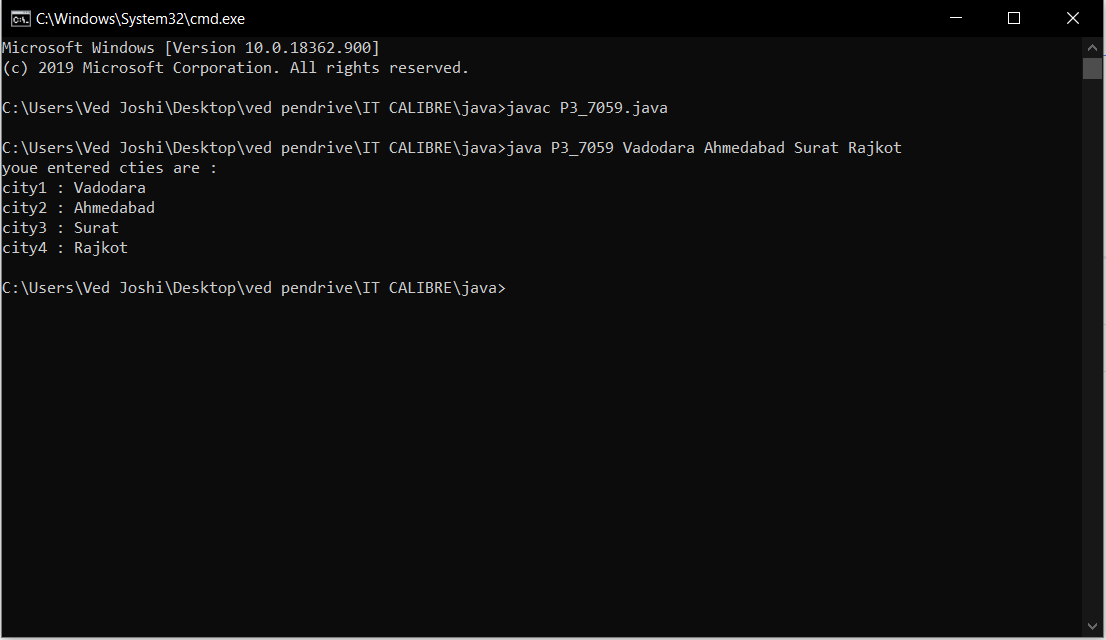 C:\Windows\System32\cmd.exe
Microsoft Windows [Version 10.0.18362.900]
(c) 2019 Microsoft Corporation. All rights reserved.
C:\Users\Ved Joshi\Desktop\ved pendrive\IT CALIBRE\java>javac P3_7059.java
C:\Users\Ved Joshi\Desktop\ved pendrive\IT CALIBRE\java>java P3_7059 Vadodara Ahmedabad Surat Rajkot
youe entered cties are :
city1 : Vadodara
city2 : Ahmedabad
city3 : Surat
city4 : Rajkot
C:\Users\Ved Joshi\Desktop\ved pendrive\IT CALIBRE\java>